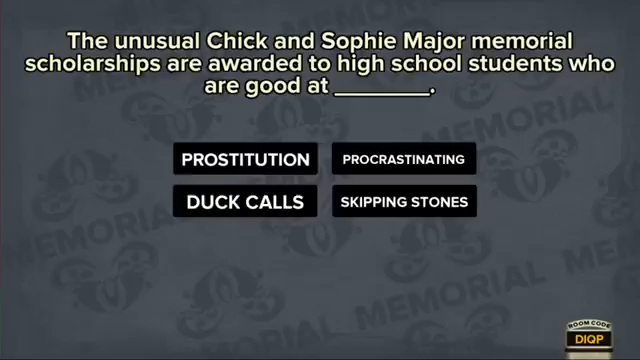 The unusual Chick and Sophie Major memorial
scholarships are awarded to high school students who
are good at _______.
PROSTITUTION
PROCRASTINATING
DUCK CALLS
SKIPPING STONES
MEMORIAL
MEMORIAL
MEMORIAL
MEMORIAL
ROOM CODE
DIQP